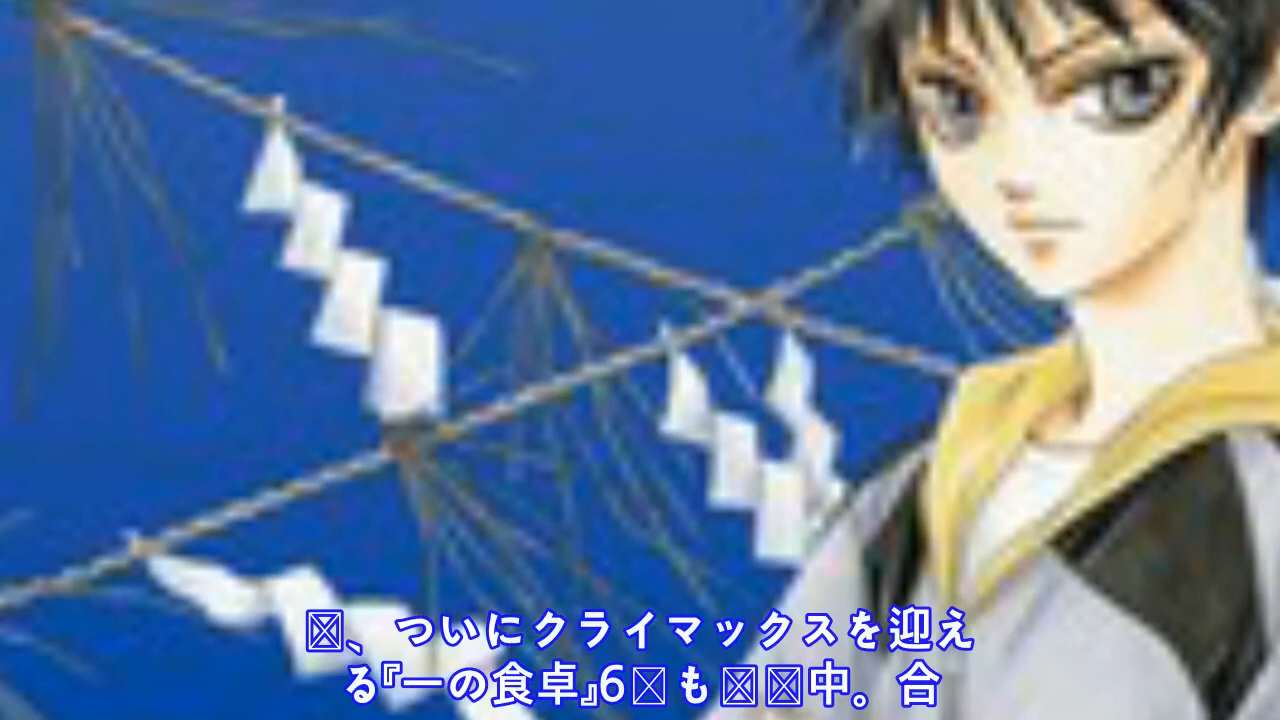 、ついにクライマックスを迎え
る『一の食卓』6 も 中。合